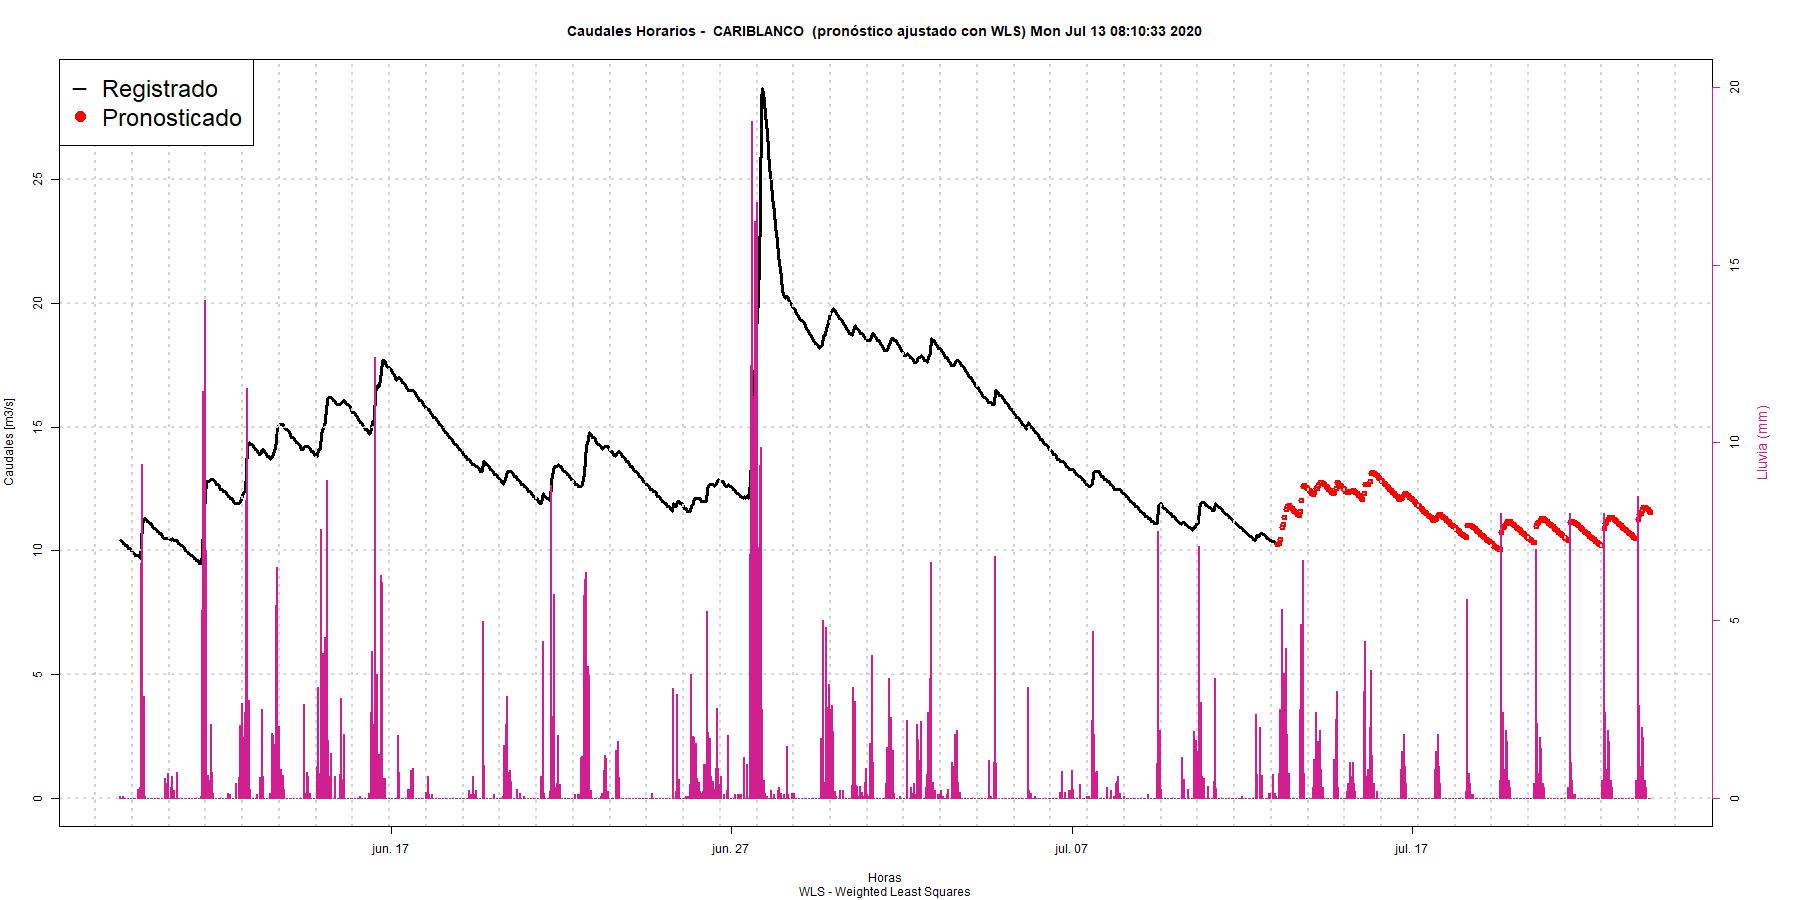 Caudales Horarios -  CARIBLANCO  (pronóstico ajustado con WLS) Mon Jul 13 08:10:33 2020
Registrado
Pronosticado
Caudales [m3/s]
25
20
15
10
5
0
20
15
10
5
0
Lluvia (mm)
jun. 17
jun. 27
jul. 07
jul. 17
Horas
WLS - Weighted Least Squares